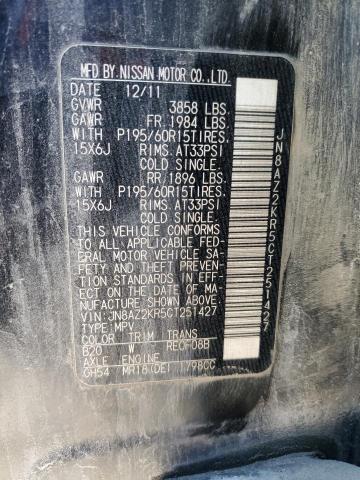 MFD BY.NISSAN MOTOR CO.,LTD.
DATE 12/11
GVWR 3858 LBS.
GAWR FR 1984 LBS.
WITH P195/60R15TIRES,
15X6J RIMS, AT33PSI
COLD SINGLE.
GAWR RR/1896 LBS.
WITH P195/60R15TIRES,
15X6J RIMS, AT33PSI
COLD SINGLE.
THIS VEHICLE CONFORMS
TO ALL APPLICABLE FED-
ERAL MOTOR VEHICLE SA-
FETY AND THEFT PREVENTION
STANDARDS IN EFFECT
ON THE DATE OF MA-
NUFACTURE SHOWN ABOVE.
VIN:JN8AZ2KR5CT251427
TYPE:MPV
COLOR TRIM TRANS
B20 W RE0F08B
AXLE ENGINE
GH54 MR18(DE) 1798CC
JN8AZ2KR5CT251427